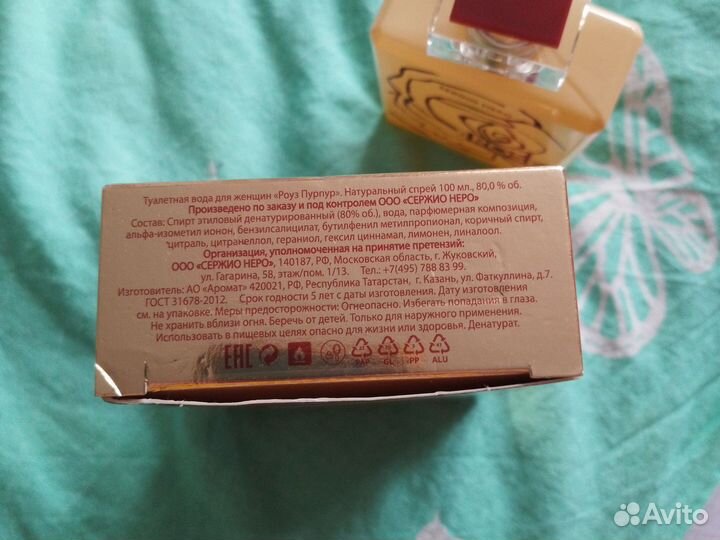 Туалетная вода для женщин «Роуз Пурпур». Натуральный спрей 100 мл., 80,0 % об.
Произведено по заказу и под контролем ООО «СЕРЖИО НЕРО»
Состав: Спирт этиловый денатурированный (80% об.), вода, парфюмерная композиция,
альфа-изометил ионон, бензилсалицилат, бутилфенил метилпропионал, коричный спирт,
цитраль, цитранеллол, гераниол, гексил циннамал, лимонен, линалоол.
Организация, уполномоченная на принятие претензий:
ООО «СЕРЖИО НЕРО», 140187, РФ, Московская область, г. Жуковский,
ул. Гагарина, 58, этаж/пом. 1/13. Тел.: +7(495) 788 83 99.
Изготовитель: АО «Аромат» 420021, РФ, Республика Татарстан, г. Казань, ул. Фаткуллина, д.7.
ГОСТ 31678-2012. Срок годности 5 лет с даты изготовления. Дату изготовления
см. на упаковке. Меры предосторожности: Огнеопасно. Избегать попадания в глаза.
Не хранить вблизи огня. Беречь от детей. Только для наружного применения.
Использовать в пищевых целях опасно для жизни или здоровья. Денатурат.
ЕАС
PAP GL PP ALU
Avito